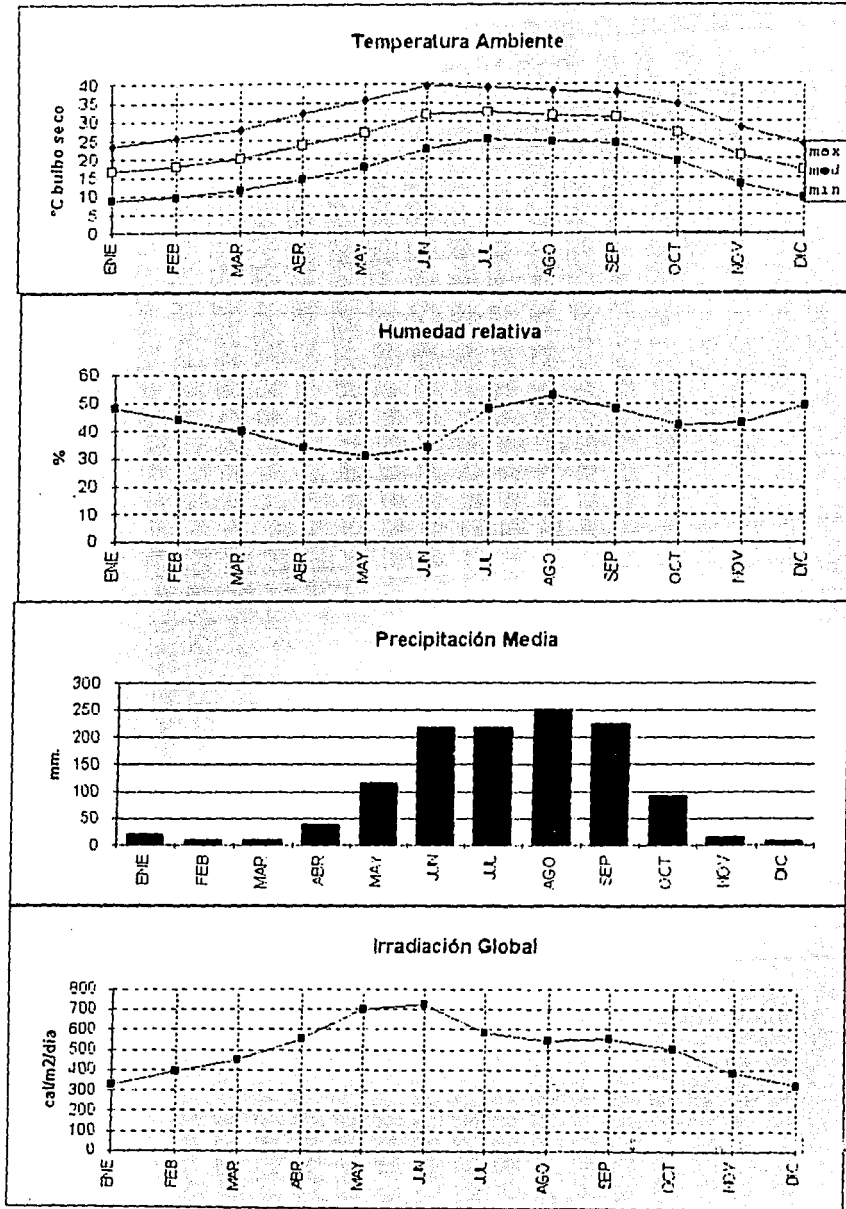 Temperatura Ambiente
°C bulbo seco
40
35
30
25
20
15
10
5
0
max
med
min
ENE FEB MAR ABR MAY JUN JUL AGO SEP OCT NOV DIC
Humedad relativa
%
60
50
40
30
20
10
0
ENE FEB MAR ABR MAY JUN JUL AGO SEP OCT NOV DIC
Precipitación Media
mm.
300
250
200
150
100
50
0
ENE FEB MAR ABR MAY JUN JUL AGO SEP OCT NOV DIC
Irradiación Global
cal/m2/dia
800
700
600
500
400
300
200
100
0
ENE FEB MAR ABR MAY JUN JUL AGO SEP OCT NOV DIC